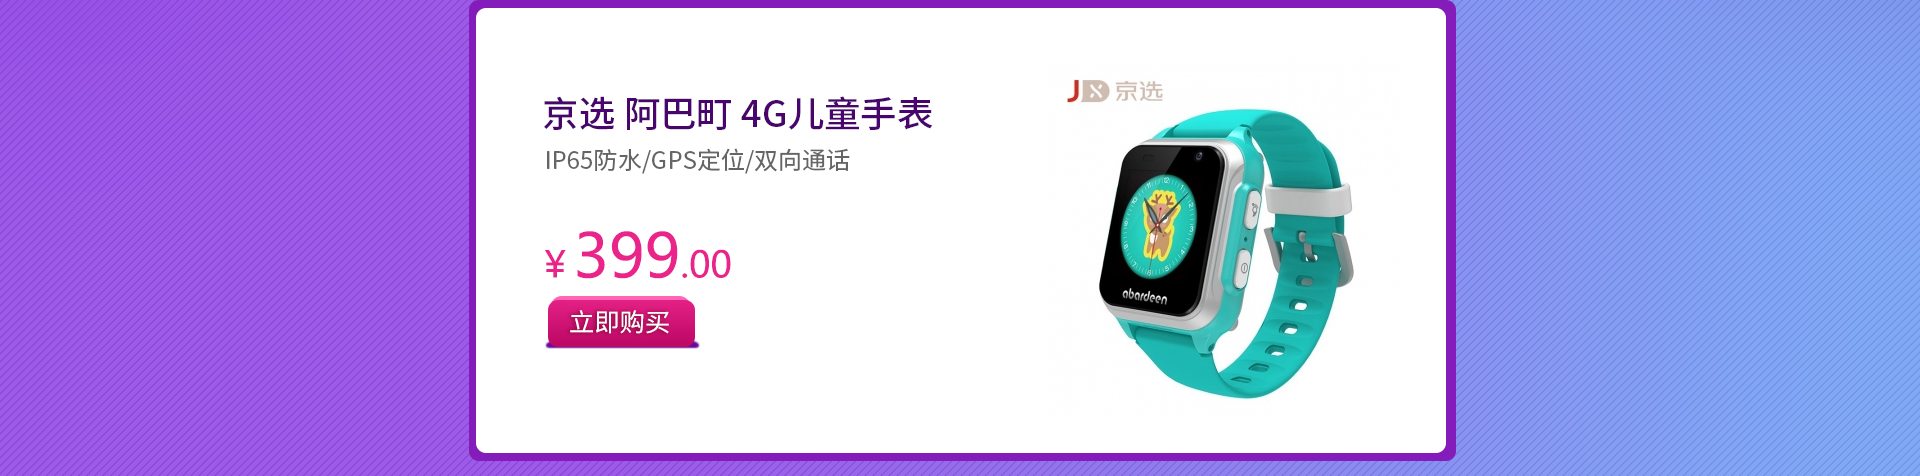 京选 阿巴町 4G儿童手表
IP65防水/GPS定位/双向通话
¥ 399.00
立即购买
JD 京选
abardeen